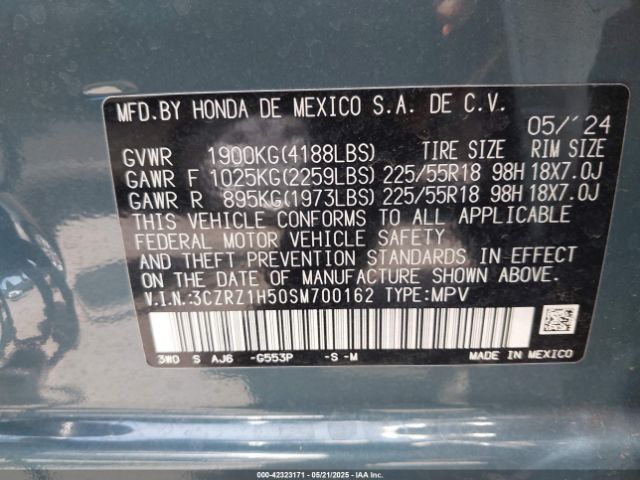 MFD.BY HONDA DE MEXICO S.A. DE C.V.
05/'24
GVWR 1900KG(4188LBS) TIRE SIZE RIM SIZE
GAWR F 1025KG(2259LBS) 225/55R18 98H 18X7.0J
GAWR R 895KG(1973LBS) 225/55R18 98H 18X7.0J
THIS VEHICLE CONFORMS TO ALL APPLICABLE
FEDERAL MOTOR VEHICLE SAFETY
AND THEFT PREVENTION STANDARDS IN EFFECT
ON THE DATE OF MANUFACTURE SHOWN ABOVE.
V.I.N.:3CZRZ1H50SM700162 TYPE:MPV
3W0 S AJ6 -G553P -S -M
MADE IN MEXICO
000-42323171 - 05/21/2025 - IAAI.COM